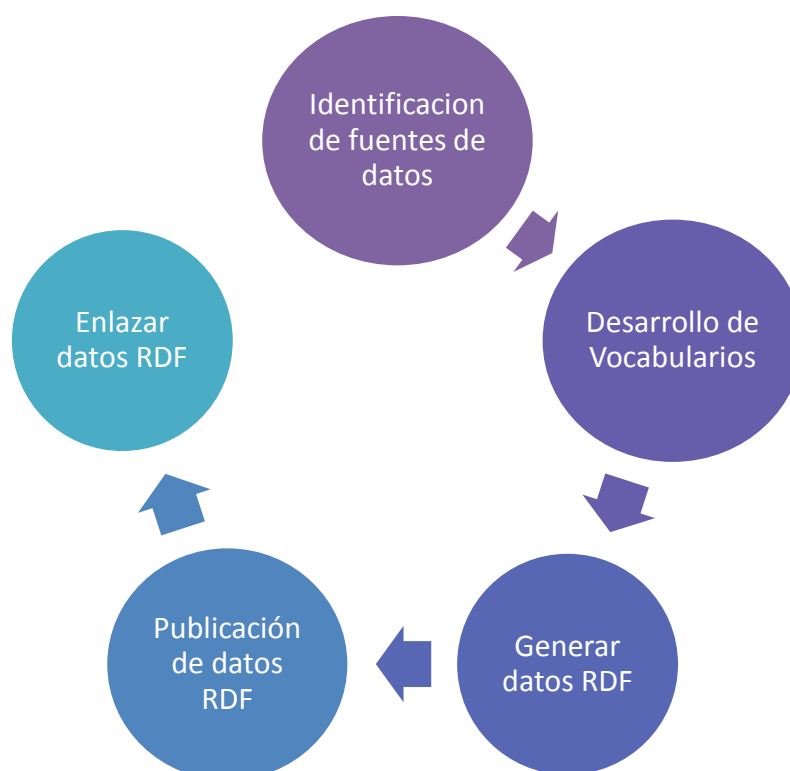 Identificacion
de fuentes de
datos
Desarrollo de
Vocabularios
Generar
datos RDF
Publicación
de datos
RDF
Enlazar
datos RDF